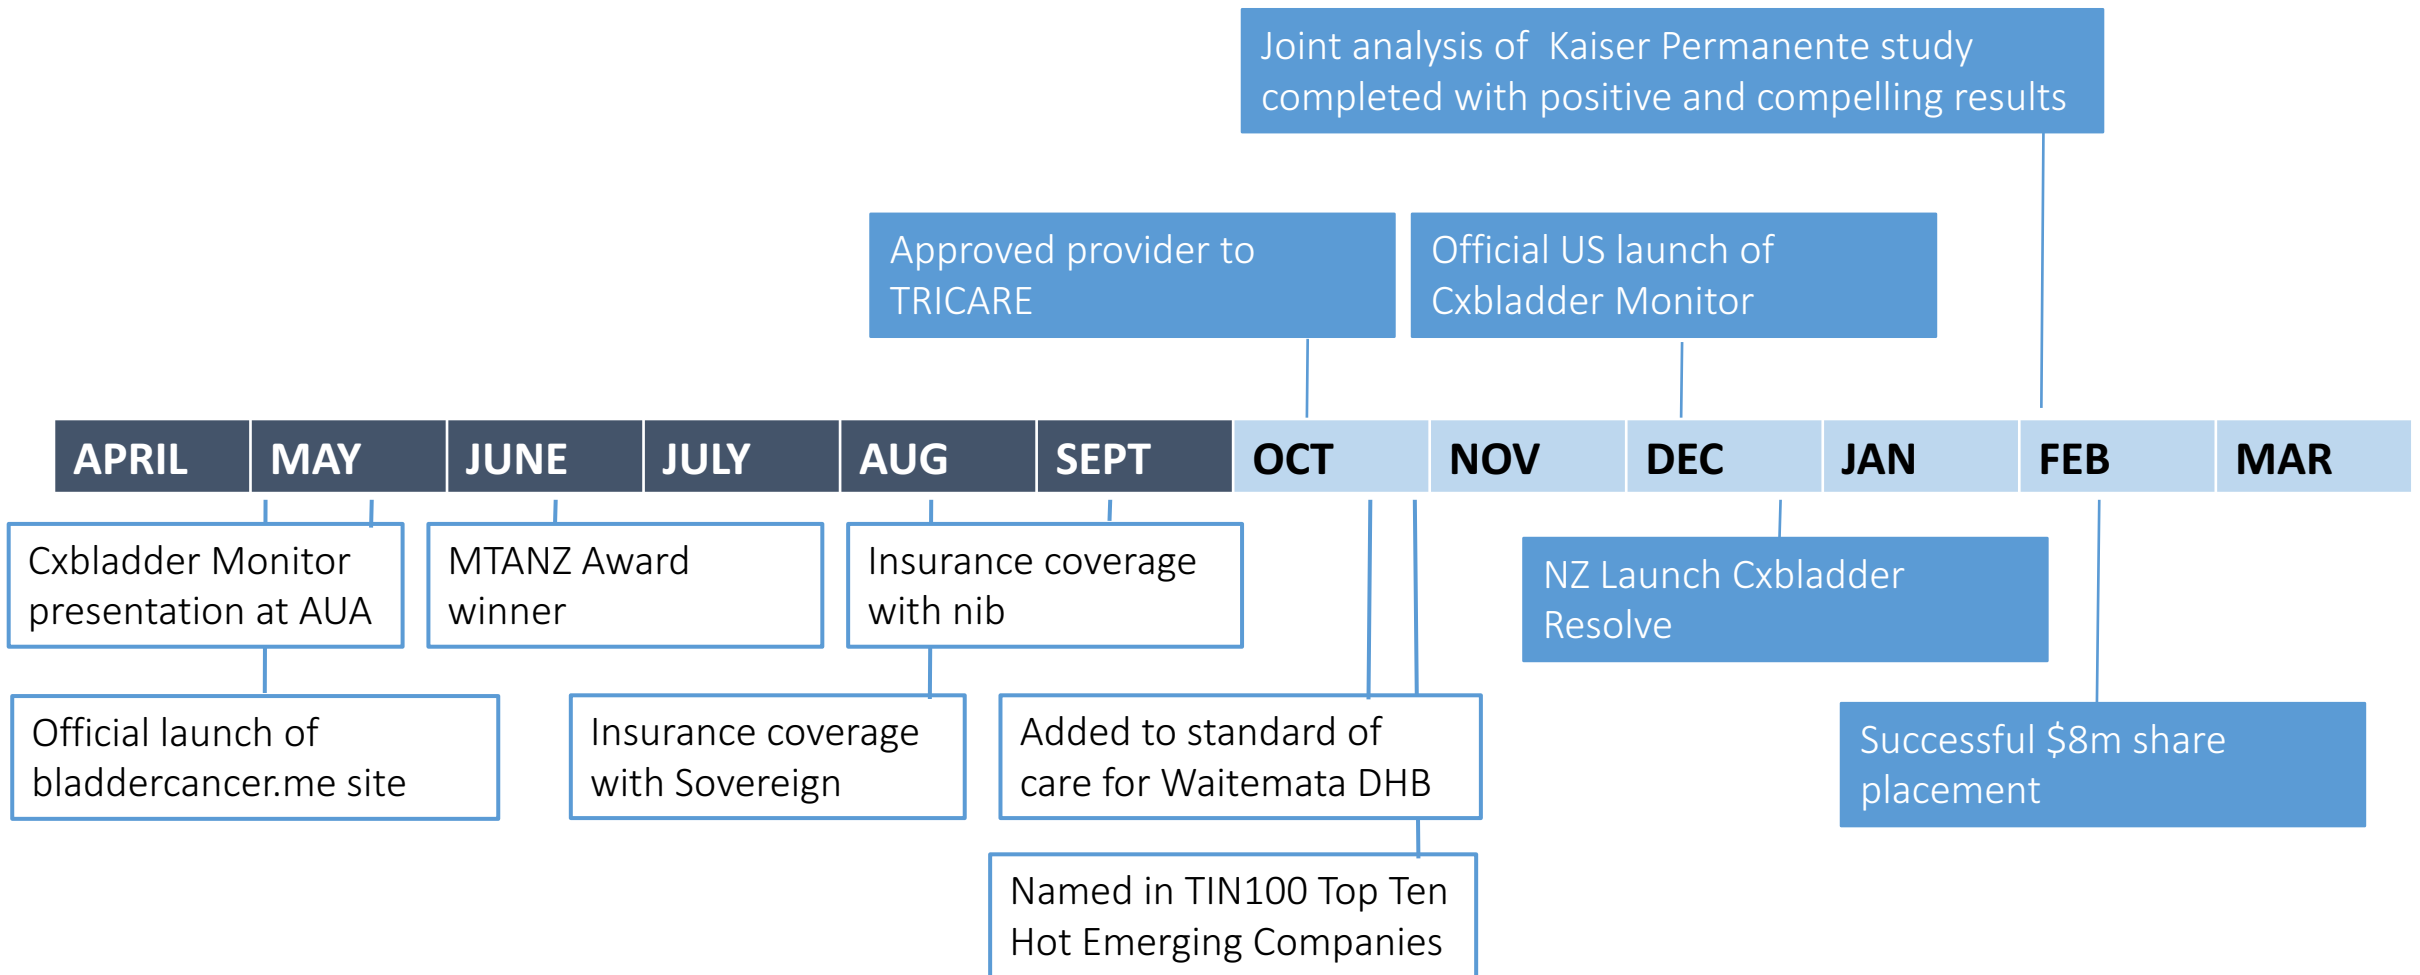 Joint analysis of Kaiser Permanente study
completed with positive and compelling results
Approved provider to
TRICARE
Official US launch of
Cxbladder Monitor
APRIL MAY JUNE JULY AUG SEPT OCT NOV DEC JAN FEB MAR
Cxbladder Monitor
presentation at AUA
MTANZ Award
winner
Insurance coverage
with nib
NZ Launch Cxbladder
Resolve
Official launch of
bladdercancer.me site
Insurance coverage
with Sovereign
Added to standard of
care for Waitemata DHB
Successful $8m share
placement
Named in TIN100 Top Ten
Hot Emerging Companies